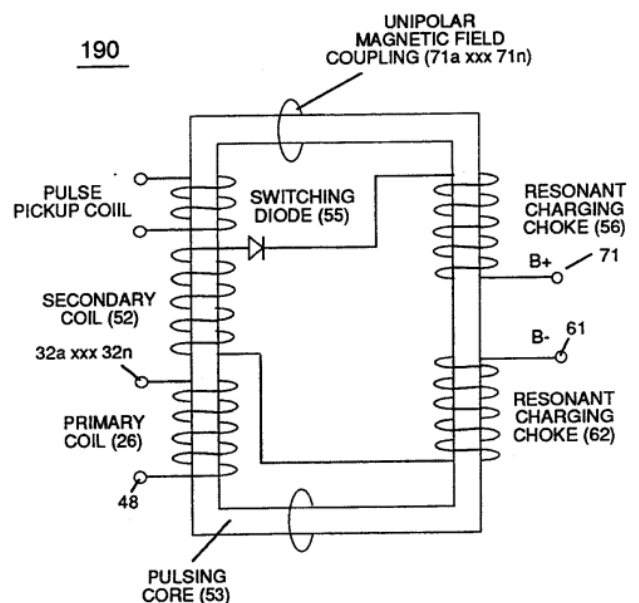 190
UNIPOLAR
MAGNETIC FIELD
COUPLING (71a xxx 71n)
PULSE
PICKUP COIIL
SWITCHING
DIODE (55)
RESONANT
CHARGING
CHOKE (56)
B+
71
SECONDARY
COIL (52)
32a xxx 32n
B-
61
PRIMARY
COIL (26)
48
RESONANT
CHARGING
CHOKE (62)
PULSING
CORE (53)